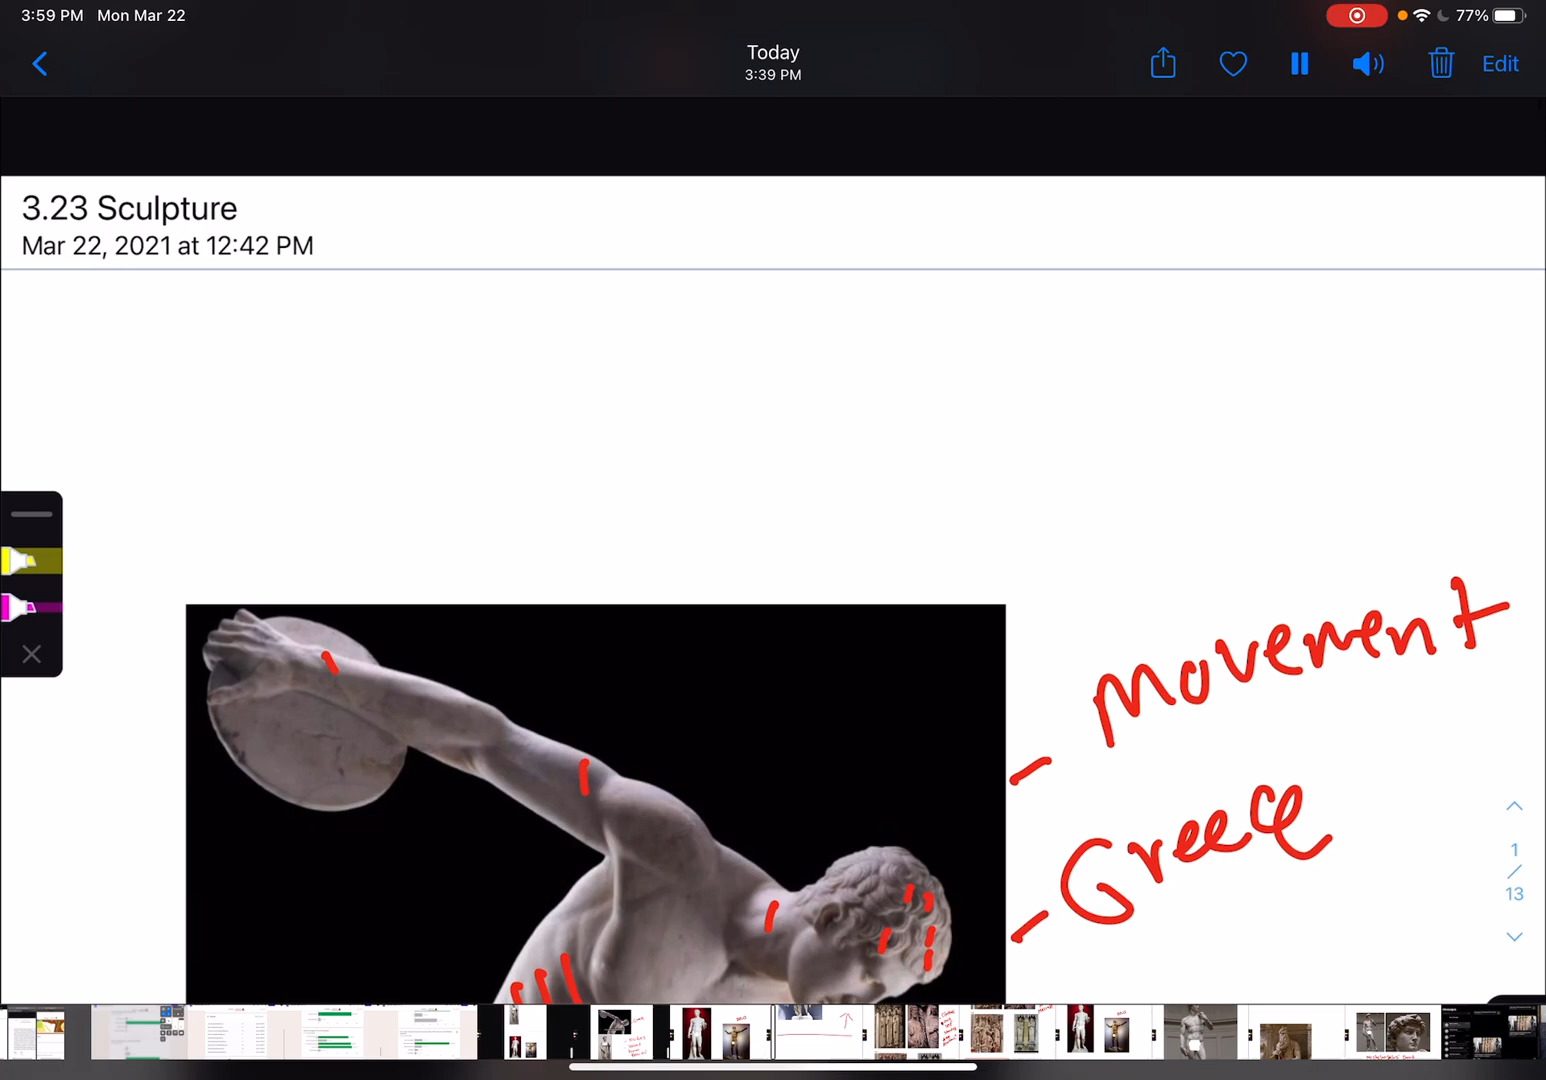 3:59 PM Mon Mar 22
77%
Today
3:39 PM
Edit
3.23 Sculpture
Mar 22, 2021 at 12:42 PM
- Movement
- Greece
1
/
13